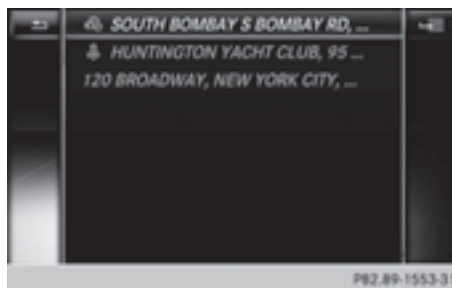 SOUTH BOMBAY S BOMBAY RD, ...
HUNTINGTON YACHT CLUB, 95 ...
120 BROADWAY, NEW YORK CITY, ...
P82.89-1553-31